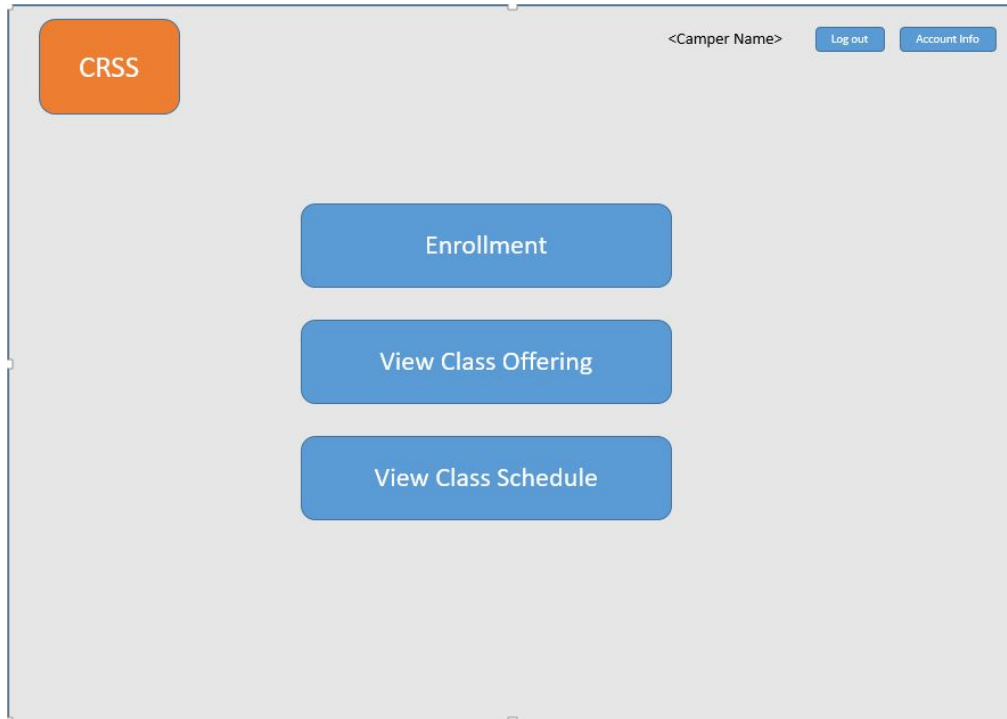 CRSS
<Camper Name>
Log out
Account Info
Enrollment
View Class Offering
View Class Schedule